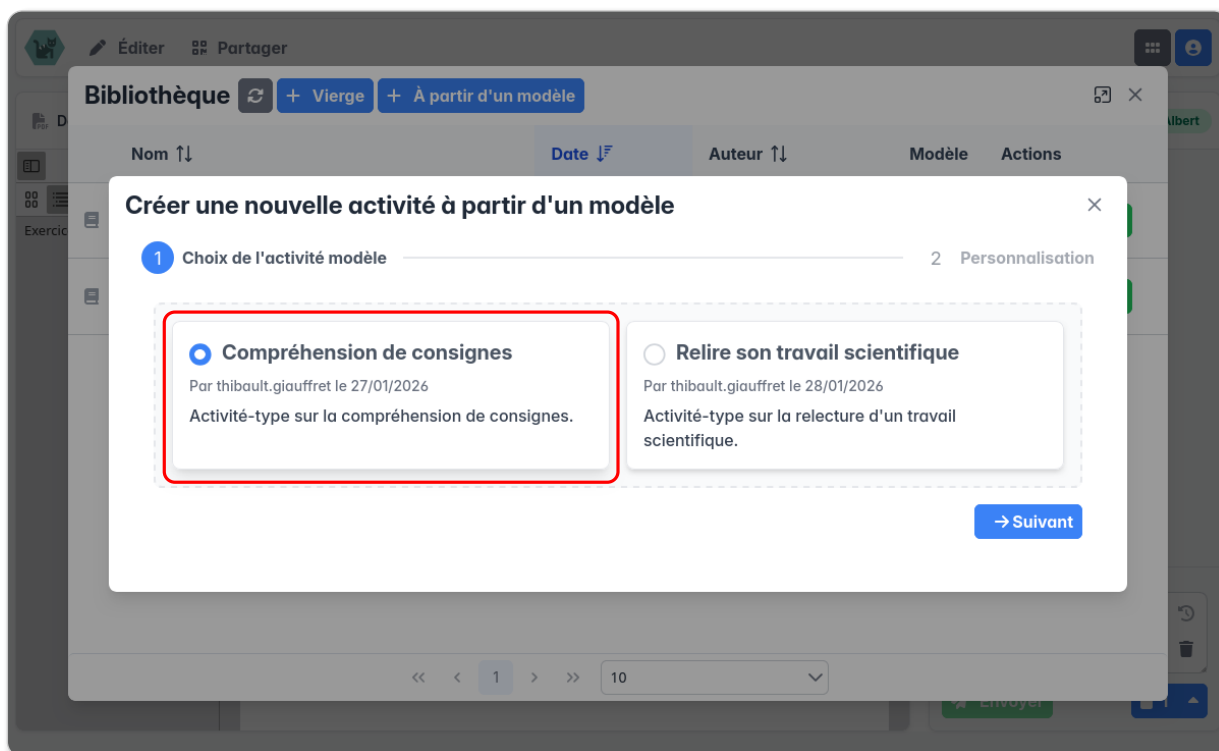 Éditer Partager
Bibliothèque + Vierge + À partir d'un modèle
D
Albert
Nom Date Auteur Modèle Actions
Créer une nouvelle activité à partir d'un modèle
Exercic
1 Choix de l'activité modèle 2 Personnalisation
Compréhension de consignes
Par thibault.giauffret le 27/01/2026
Activité-type sur la compréhension de consignes.
Relire son travail scientifique
Par thibault.giauffret le 28/01/2026
Activité-type sur la relecture d'un travail
scientifique.
→ Suivant
« ‹ 1 › » 10
Envoyer 1